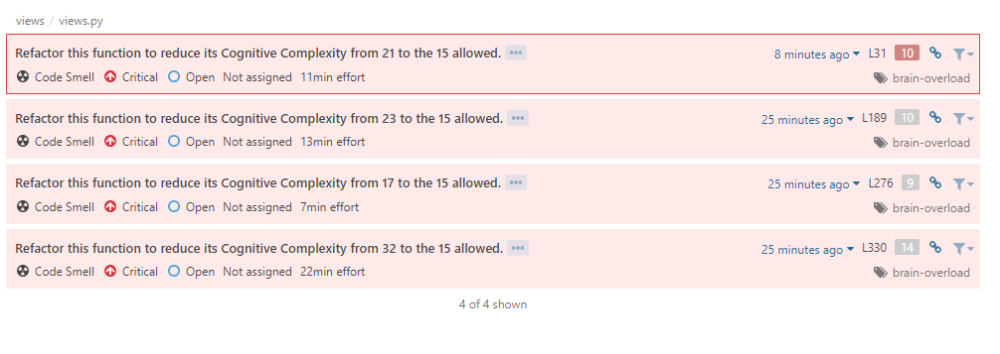 views / views.py
Refactor this function to reduce its Cognitive Complexity from 21 to the 15 allowed. ••• 8 minutes ago L31 10
Code Smell Critical Open Not assigned 11min effort brain-overload
Refactor this function to reduce its Cognitive Complexity from 23 to the 15 allowed. ••• 25 minutes ago L189 10
Code Smell Critical Open Not assigned 13min effort brain-overload
Refactor this function to reduce its Cognitive Complexity from 17 to the 15 allowed. ••• 25 minutes ago L276 9
Code Smell Critical Open Not assigned 7min effort brain-overload
Refactor this function to reduce its Cognitive Complexity from 32 to the 15 allowed. ••• 25 minutes ago L330 14
Code Smell Critical Open Not assigned 22min effort brain-overload
4 of 4 shown